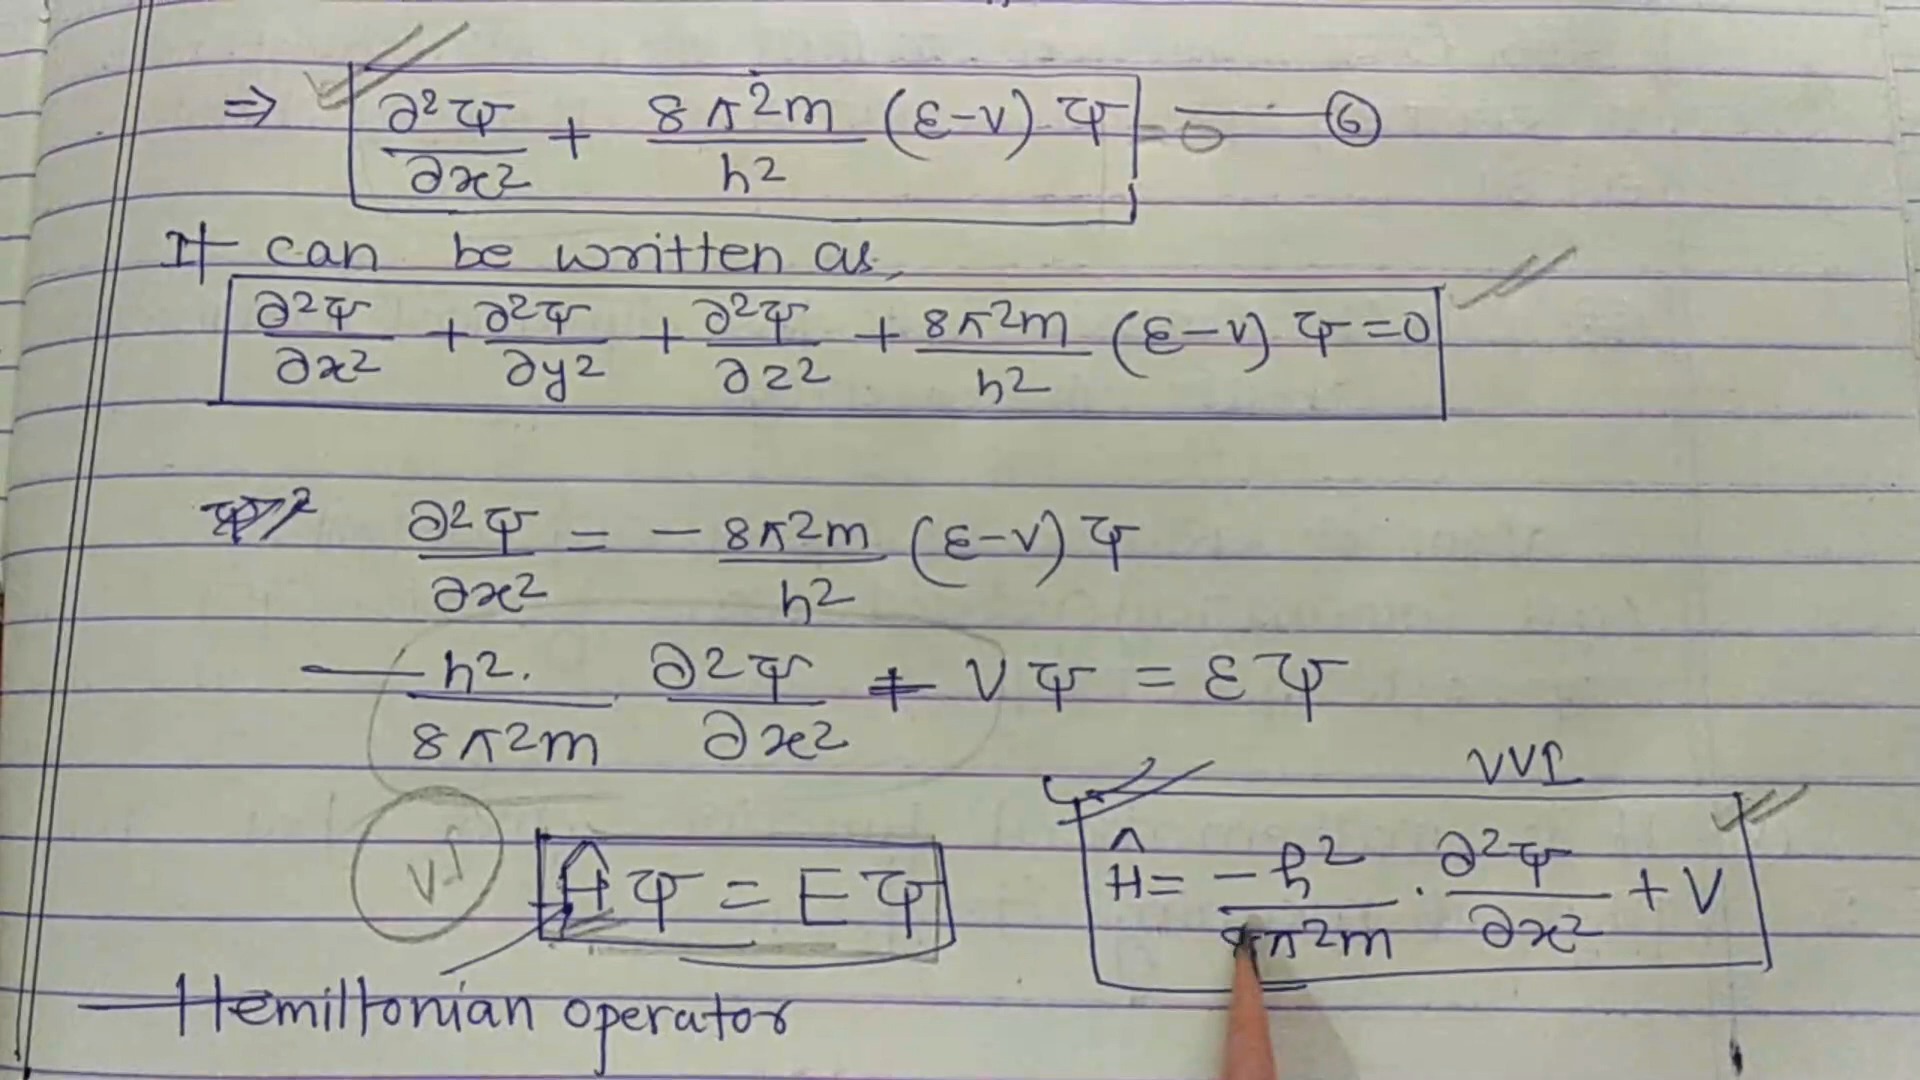 ⇒ ∂²Ψ/∂x² + 8π²m/h² (E-V) Ψ = 0 —— ⑥
It can be written as,
∂²Ψ/∂x² + ∂²Ψ/∂y² + ∂²Ψ/∂z² + 8π²m/h² (E-V) Ψ = 0
∂²Ψ/∂x² = - 8π²m/h² (E-V) Ψ
- h²/8π²m . ∂²Ψ/∂x² + VΨ = EΨ
VVI
ĤΨ = EΨ
Ĥ = -ℏ²/8π²m . ∂²Ψ/∂x² + V
Hemiltonian operator